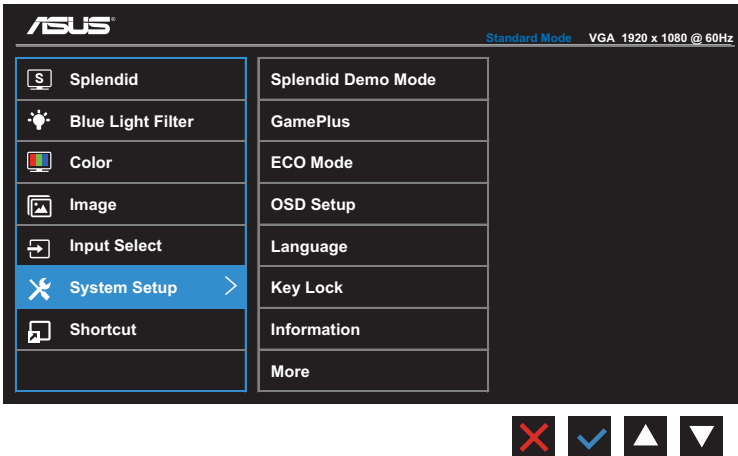 ASUS
Standard Mode VGA 1920 x 1080 @ 60Hz
S Splendid
Blue Light Filter
Color
Image
Input Select
System Setup
Shortcut
Splendid Demo Mode
GamePlus
ECO Mode
OSD Setup
Language
Key Lock
Information
More